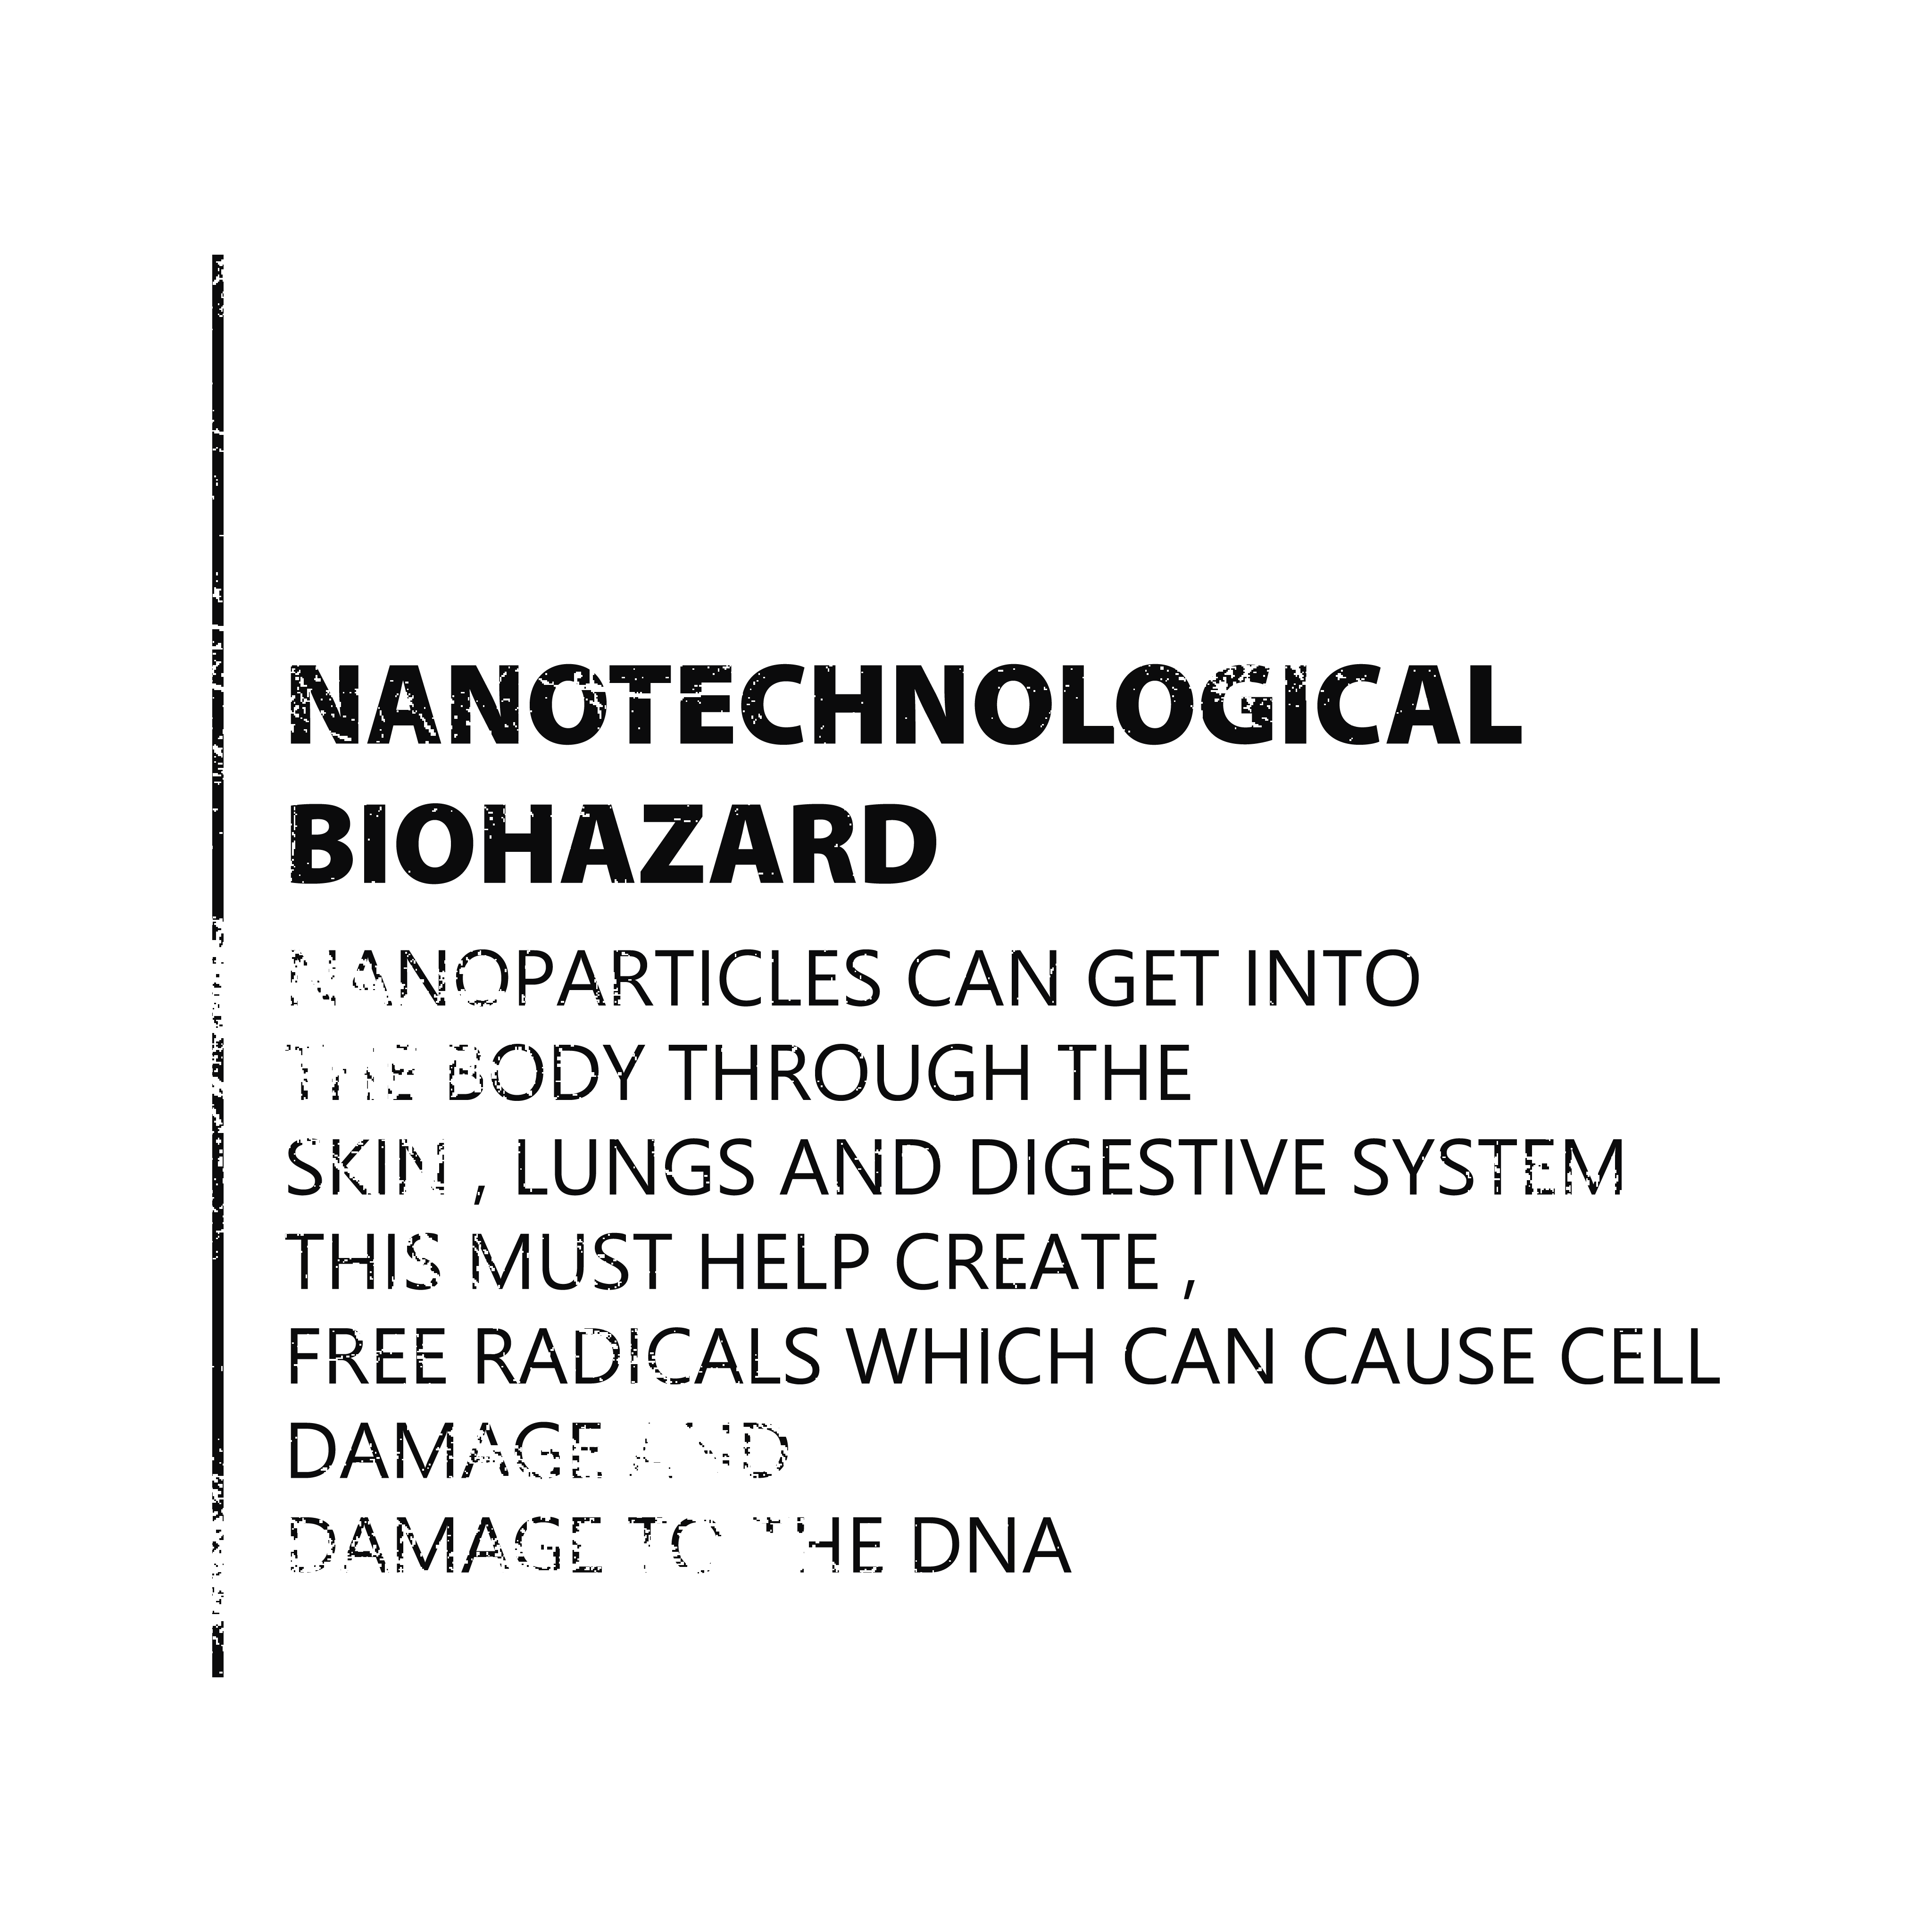 NANOTECHNOLOGICAL
BIOHAZARD
NANOPARTICLES CAN GET INTO
THE BODY THROUGH THE
SKIN , LUNGS AND DIGESTIVE SYSTEM
THIS MUST HELP CREATE ,
FREE RADICALS WHICH CAN CAUSE CELL
DAMAGE AND
DAMAGE TO THE DNA